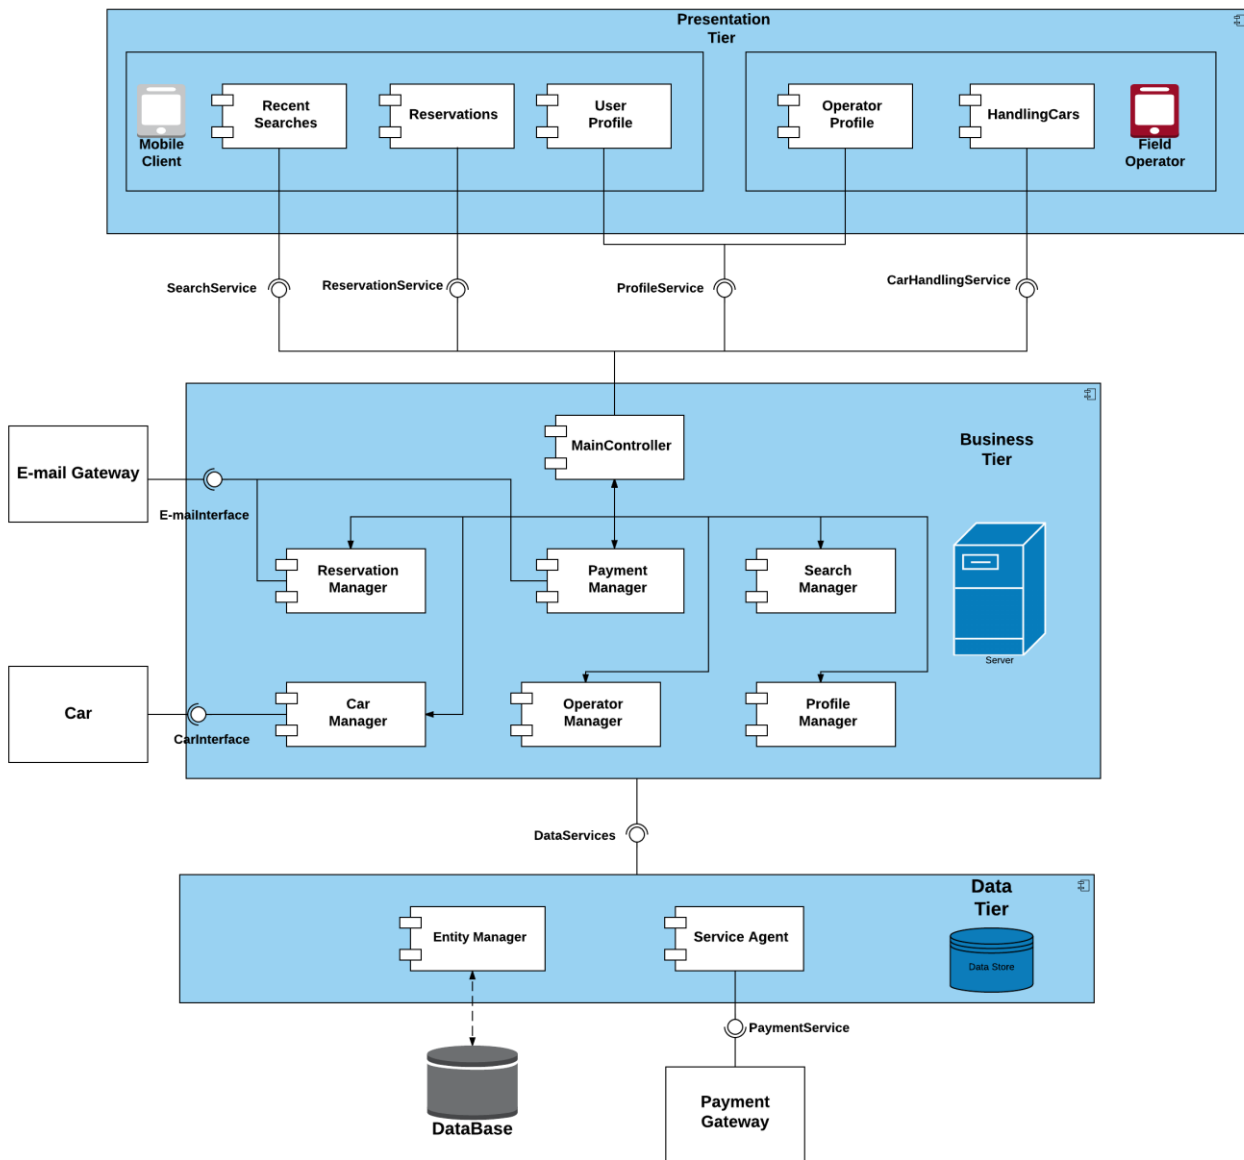 Presentation
Tier
Mobile
Client
Recent
Searches
Reservations
User
Profile
Operator
Profile
HandlingCars
Field
Operator
SearchService
ReservationService
ProfileService
CarHandlingService
MainController
Business
Tier
E-mail Gateway
E-maiInterface
Reservation
Manager
Payment
Manager
Search
Manager
Server
Car
CarInterface
Car
Manager
Operator
Manager
Profile
Manager
DataServices
Data
Tier
Entity Manager
Service Agent
Data Store
PaymentService
DataBase
Payment
Gateway